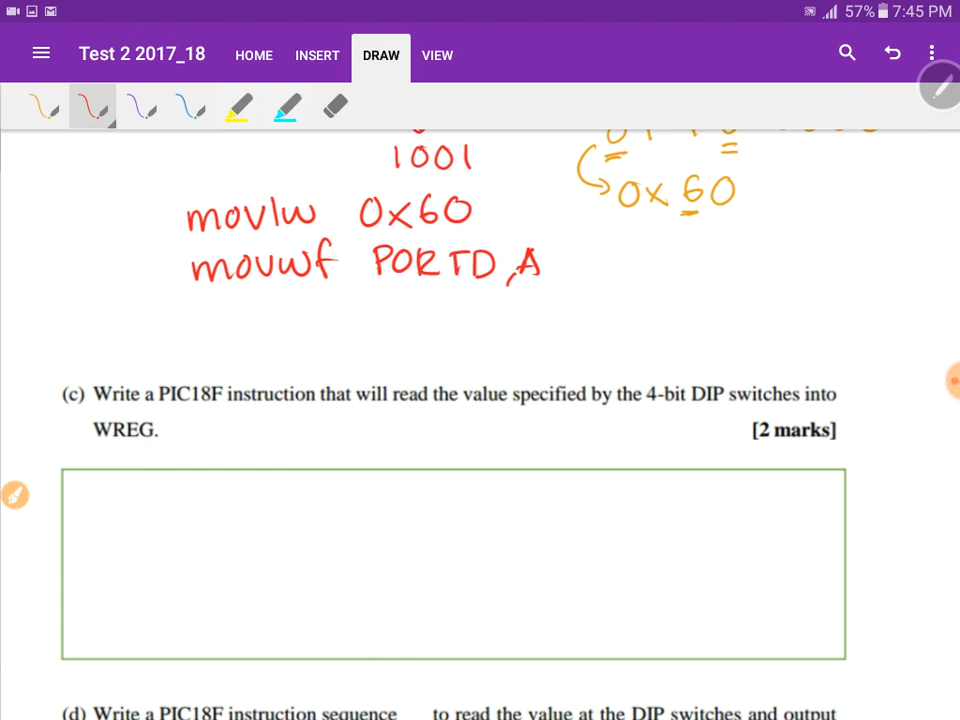 57% 7:45 PM
Test 2 2017_18 HOME INSERT DRAW VIEW
1001
0x60
movlw 0x60
movwf PORTD,A
(c) Write a PIC18F instruction that will read the value specified by the 4-bit DIP switches into
WREG. [2 marks]
(d) Write a PIC18F instruction sequence to read the value at the DIP switches and output